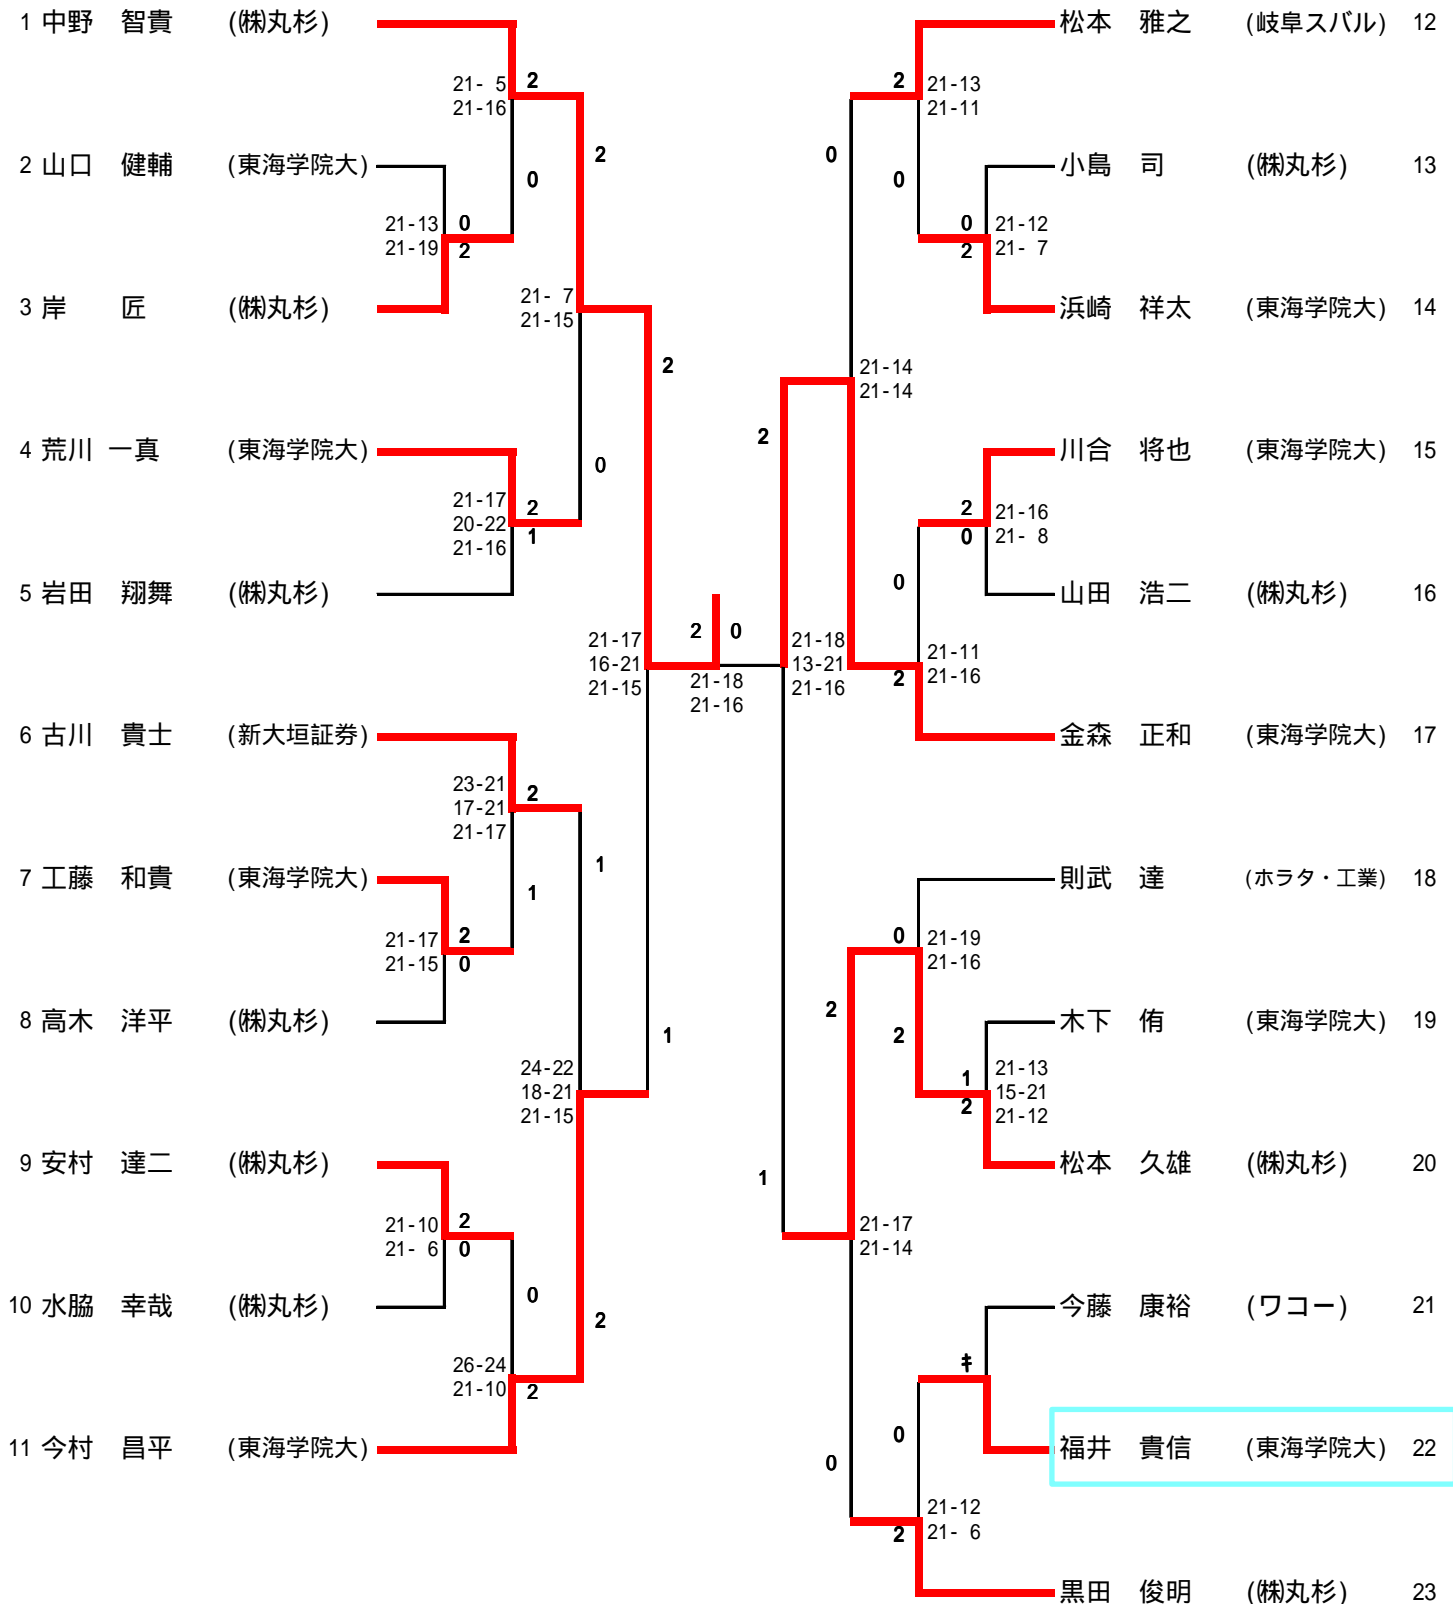 1 中野 智貴 (㈱丸杉)
21- 5 2
21-16
2
2 山口 健輔 (東海学院大)
0
21-13 0
21-19 2
3 岸 匠 (㈱丸杉)
21- 7
21-15
2
4 荒川 一真 (東海学院大)
0
21-17 2
20-22
21-16 1
5 岩田 翔舞 (㈱丸杉)
21-17
16-21
21-15
6 古川 貴士 (新大垣証券)
23-21 2
17-21
21-17
1
7 工藤 和貴 (東海学院大)
1
21-17 2
21-15 0
8 高木 洋平 (㈱丸杉)
1
24-22
18-21
21-15
9 安村 達二 (㈱丸杉)
21-10 2
21- 6 0
10 水脇 幸哉 (㈱丸杉)
0
2
26-24
21-10 2
11 今村 昌平 (東海学院大)
2 0
21-18
21-16
松本 雅之 (岐阜スバル) 12
2 21-13
21-11
0
0
小島 司 (㈱丸杉) 13
0 21-12
2 21- 7
浜崎 祥太 (東海学院大) 14
21-14
21-14
2
川合 将也 (東海学院大) 15
2 21-16
0 21- 8
0
山田 浩二 (㈱丸杉) 16
21-18
13-21
21-16
21-11
2 21-16
金森 正和 (東海学院大) 17
則武 達 (ホラタ・工業) 18
0 21-19
21-16
2
2
木下 侑 (東海学院大) 19
1 21-13
15-21
2 21-12
松本 久雄 (㈱丸杉) 20
1
21-17
21-14
今藤 康裕 (ワコー) 21
キ
0
福井 貴信 (東海学院大) 22
0
21-12
2 21- 6
黒田 俊明 (㈱丸杉) 23